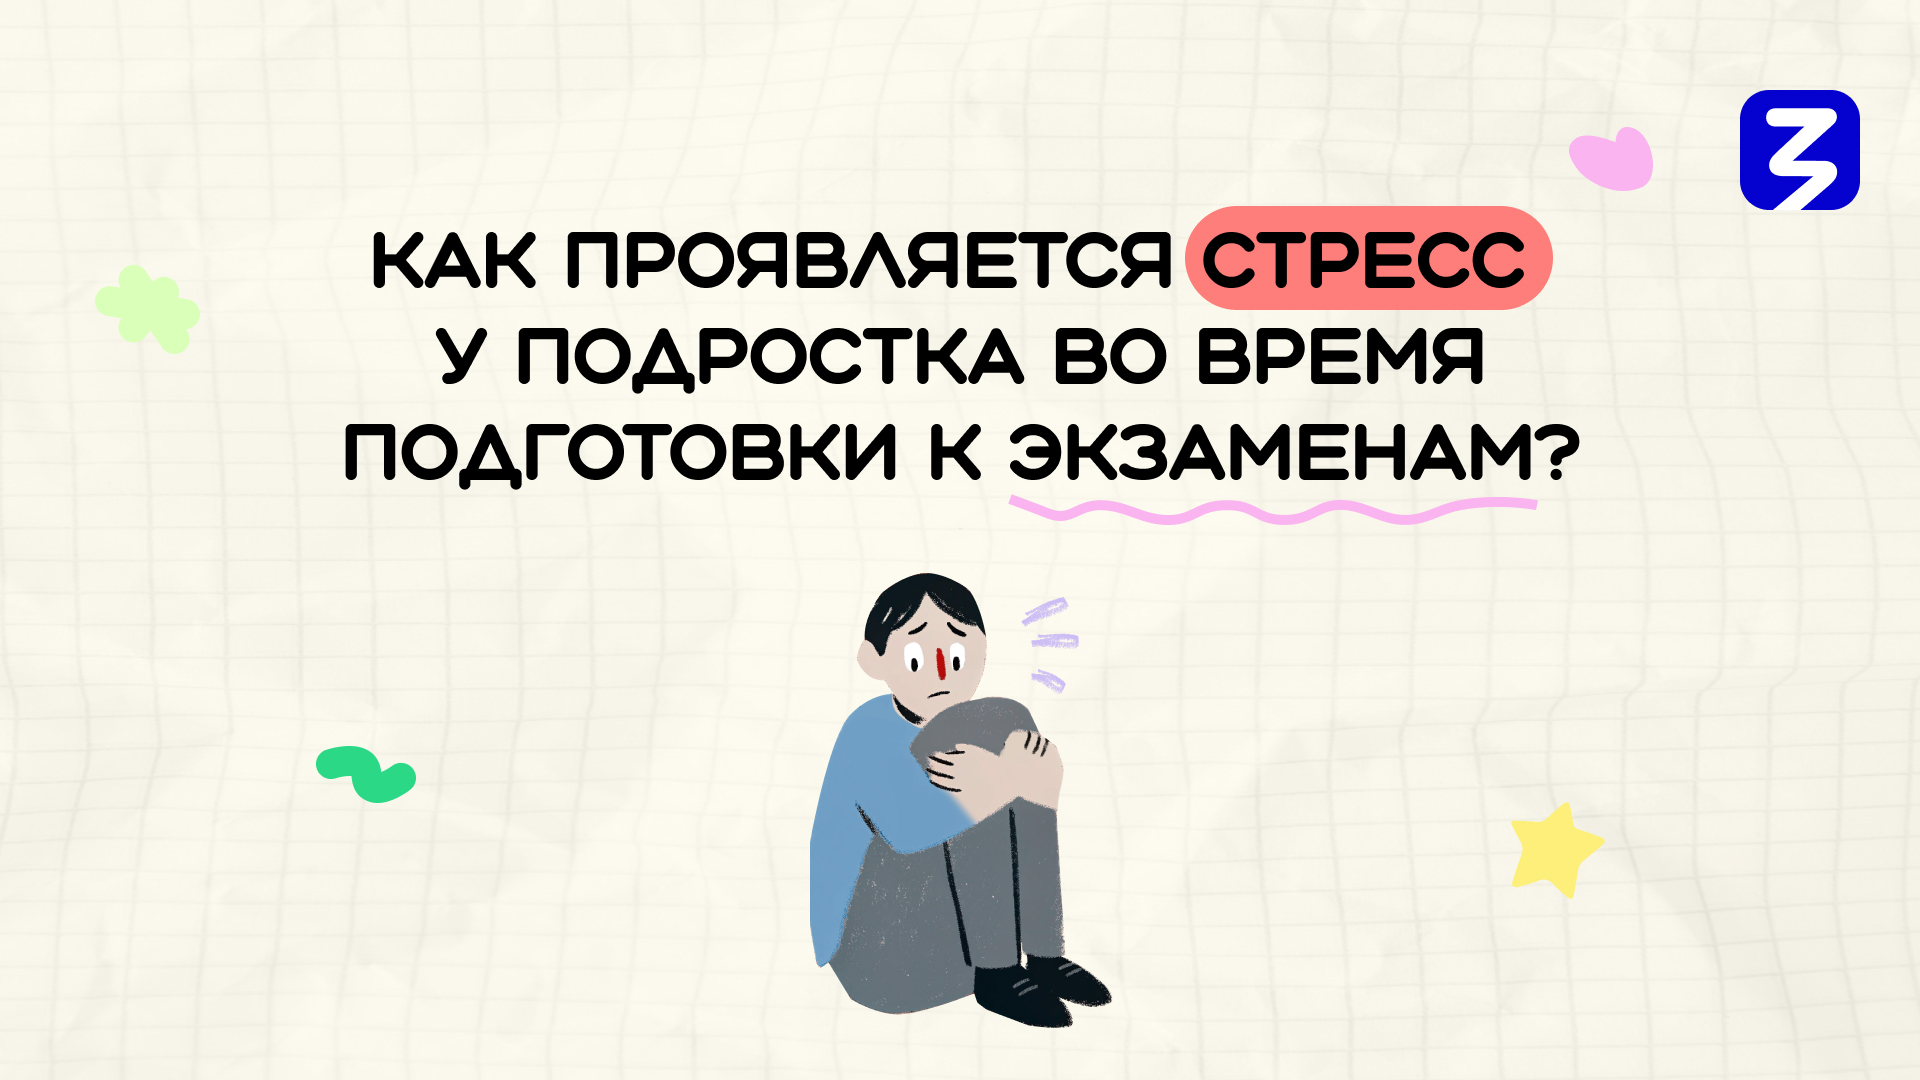 КАК ПРОЯВЛЯЕТСЯ СТРЕСС
У ПОДРОСТКА ВО ВРЕМЯ
ПОДГОТОВКИ К ЭКЗАМЕНАМ?